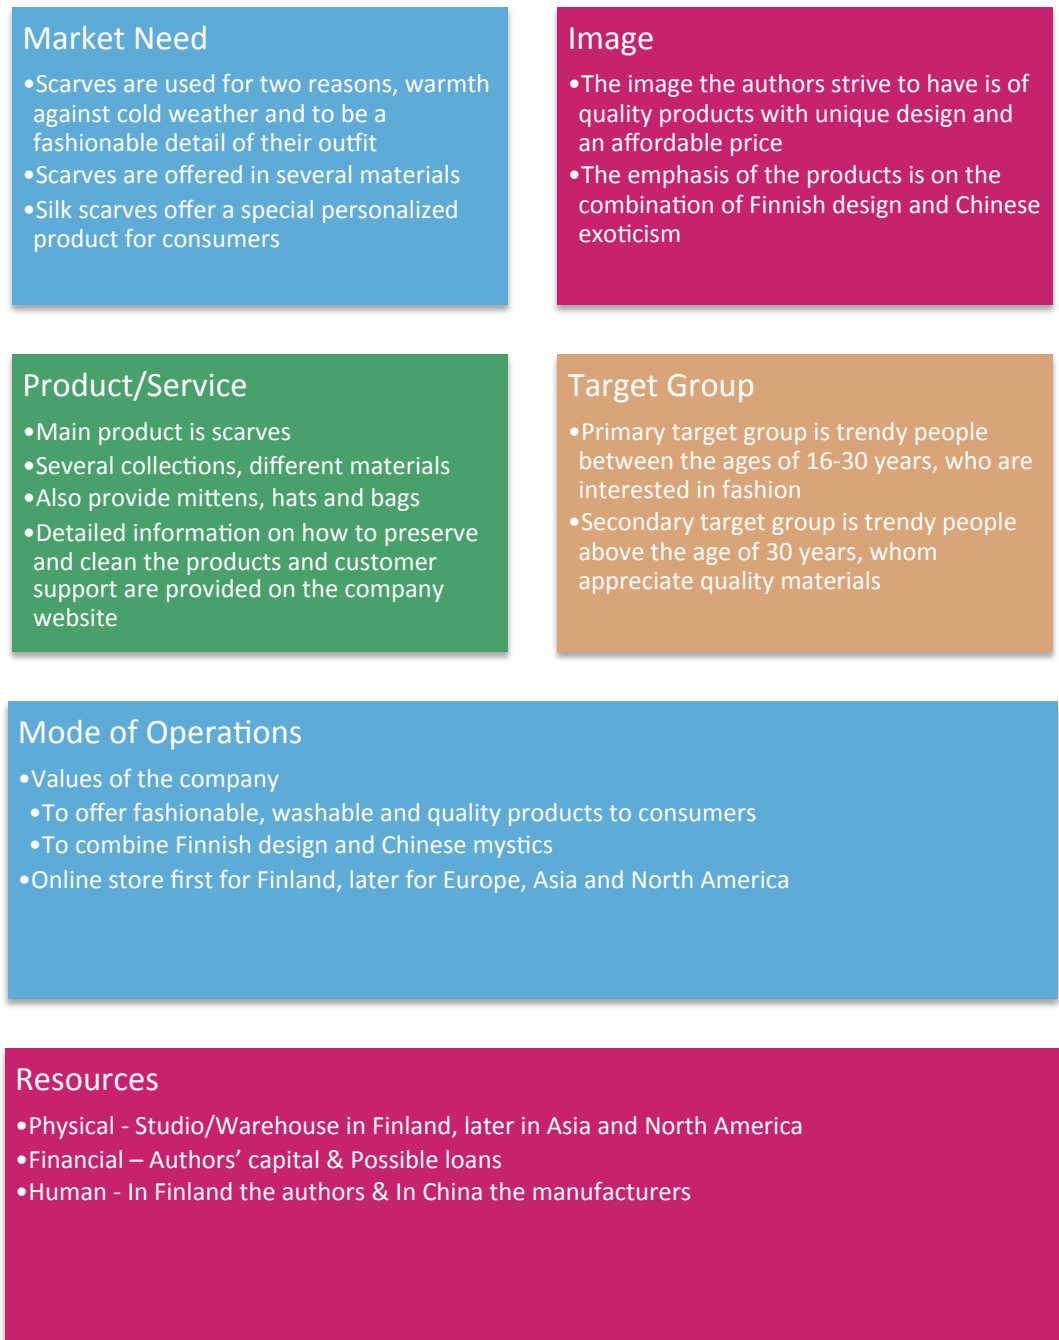 Market Need
•Scarves are used for two reasons, warmth
against cold weather and to be a
fashionable detail of their outfit
•Scarves are offered in several materials
•Silk scarves offer a special personalized
product for consumers
Image
•The image the authors strive to have is of
quality products with unique design and
an affordable price
•The emphasis of the products is on the
combination of Finnish design and Chinese
exoticism
Product/Service
•Main product is scarves
•Several collections, different materials
•Also provide mittens, hats and bags
•Detailed information on how to preserve
and clean the products and customer
support are provided on the company
website
Target Group
•Primary target group is trendy people
between the ages of 16-30 years, who are
interested in fashion
•Secondary target group is trendy people
above the age of 30 years, whom
appreciate quality materials
Mode of Operations
•Values of the company
•To offer fashionable, washable and quality products to consumers
•To combine Finnish design and Chinese mystics
•Online store first for Finland, later for Europe, Asia and North America
Resources
•Physical - Studio/Warehouse in Finland, later in Asia and North America
•Financial – Authors’ capital & Possible loans
•Human - In Finland the authors & In China the manufacturers